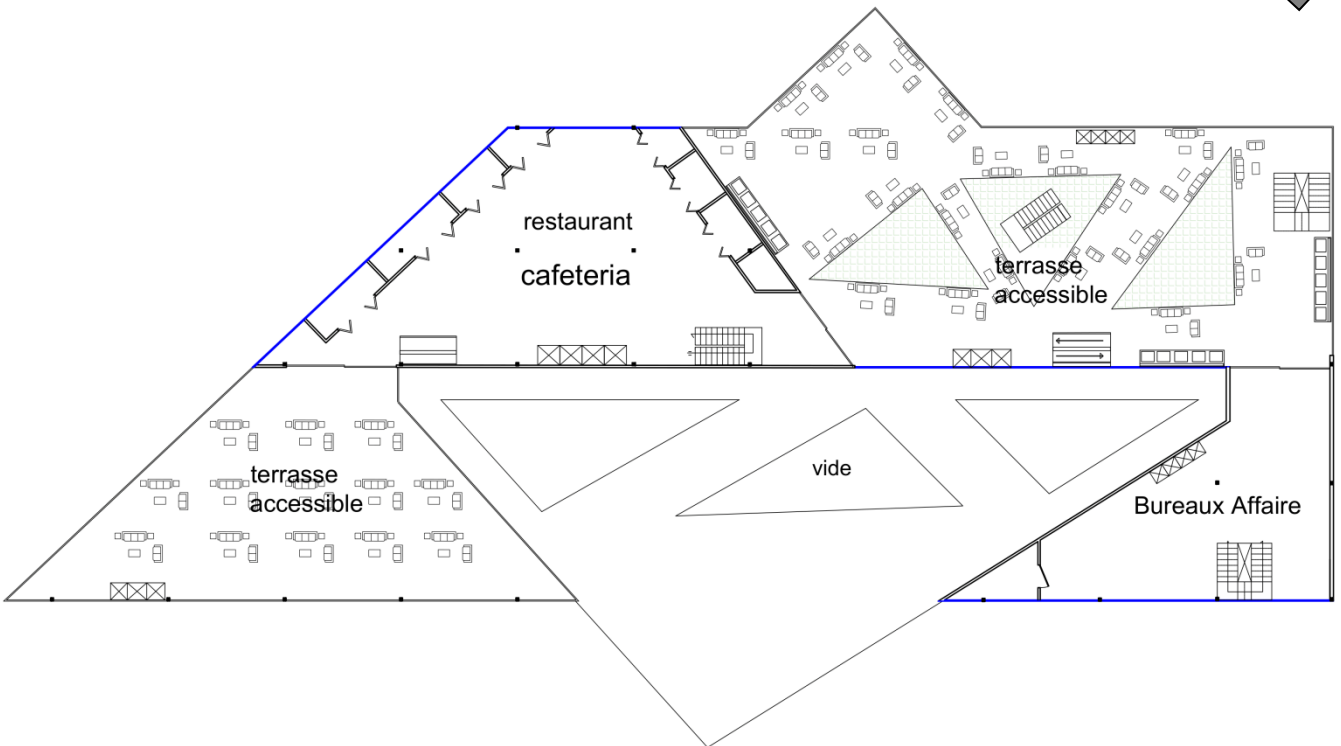 restaurant
cafeteria
terrasse
accessible
terrasse
accessible
vide
Bureaux Affaire